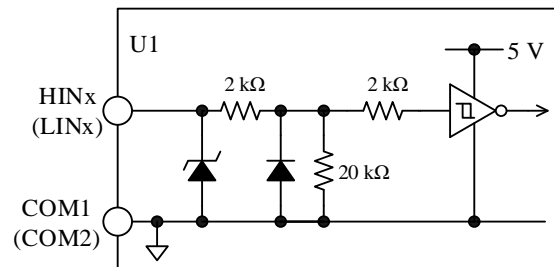 U1
5 V
2 kΩ
2 kΩ
HINx
(LINx)
20 kΩ
COM1
(COM2)